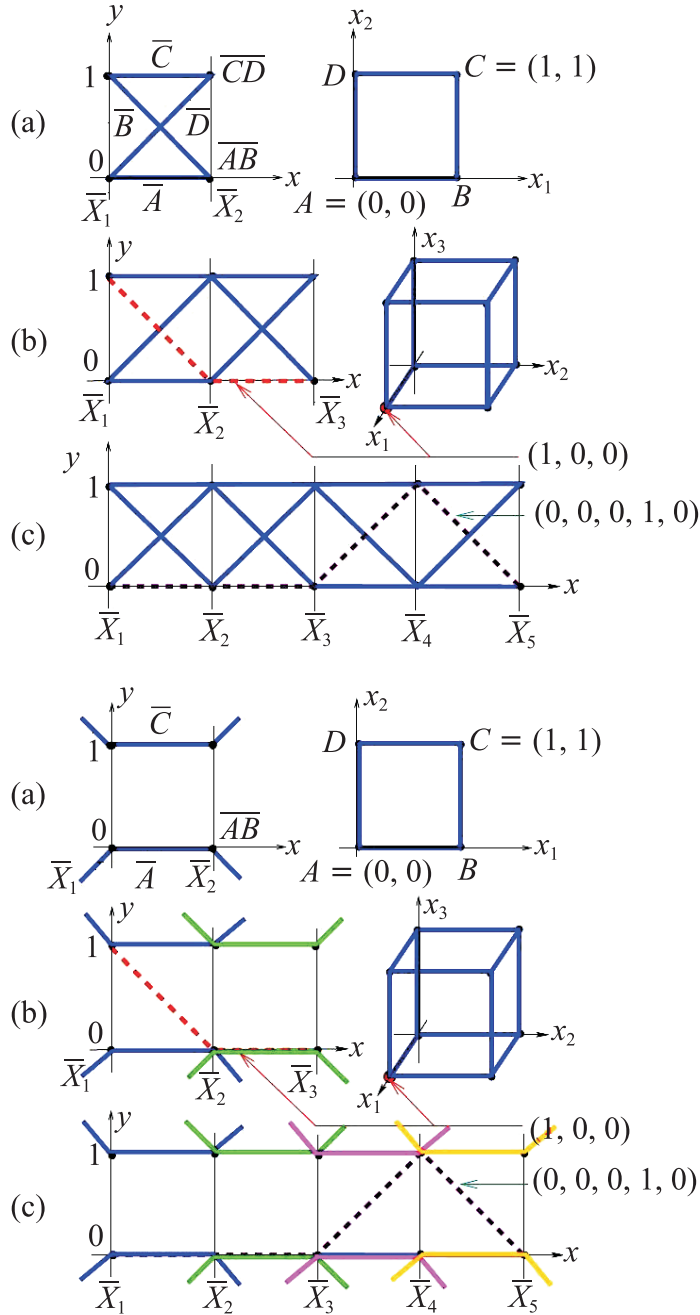 y
x₂
C̅
C̅D̅
1
D
C = (1, 1)
(a)
B̅
D̅
0
A̅B̅
x
x₁
X̅₁
A̅
X̅₂
A = (0, 0)
B
y
x₃
1
(b)
0
x
x₂
X̅₁
X̅₂
X̅₃
x₁
y
(1, 0, 0)
1
(0, 0, 0, 1, 0)
(c)
0
x
X̅₁
X̅₂
X̅₃
X̅₄
X̅₅
y
x₂
C̅
1
D
C = (1, 1)
(a)
0
A̅B̅
x
x₁
X̅₁
A̅
X̅₂
A = (0, 0)
B
y
x₃
1
(b)
0
x
x₂
X̅₁
X̅₂
X̅₃
x₁
y
(1, 0, 0)
1
(0, 0, 0, 1, 0)
(c)
0
x
X̅₁
X̅₂
X̅₃
X̅₄
X̅₅